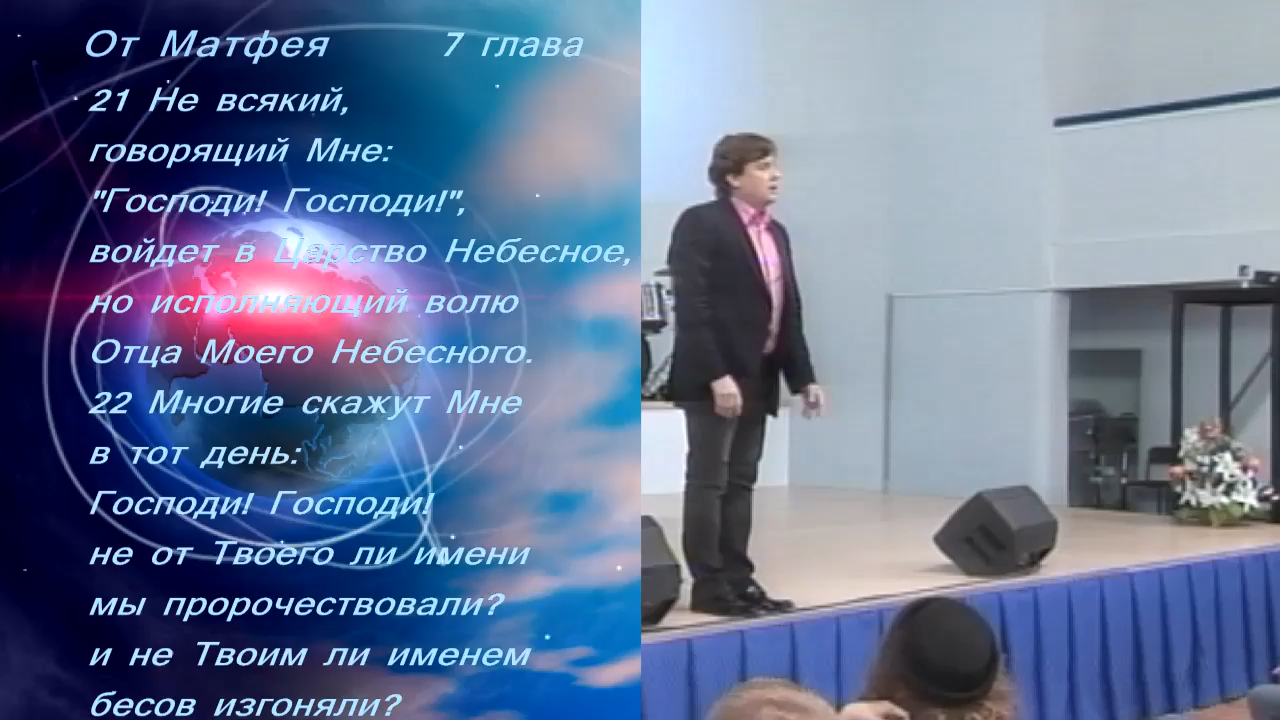 От Матфея 7 глава
21 Не всякий,
говорящий Мне:
"Господи! Господи!",
войдет в Царство Небесное,
но исполняющий волю
Отца Моего Небесного.
22 Многие скажут Мне
в тот день:
Господи! Господи!
не от Твоего ли имени
мы пророчествовали?
и не Твоим ли именем
бесов изгоняли?